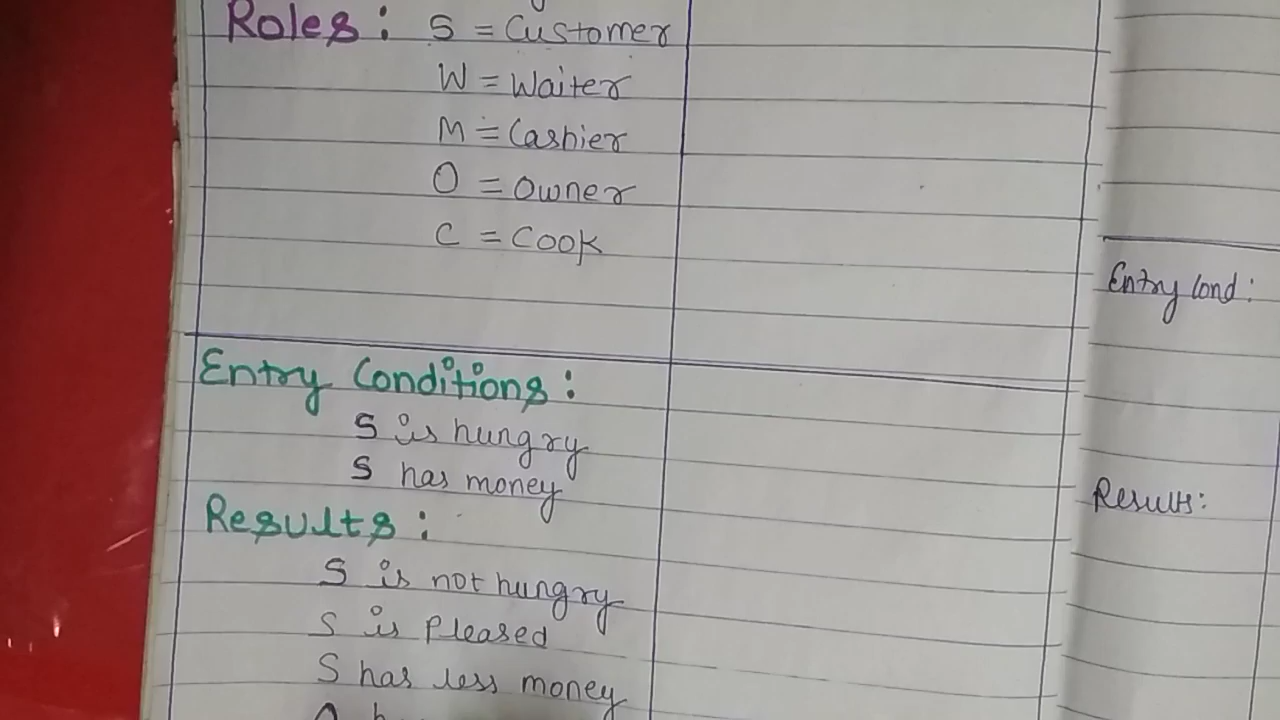 Roles: S = Customer
W = Waiter
M = Cashier
O = Owner
C = Cook
Entry Conditions:
S is hungry
S has money
Results:
S is not hungry
S is Pleased
S has less money
Entry Cond:
Results: